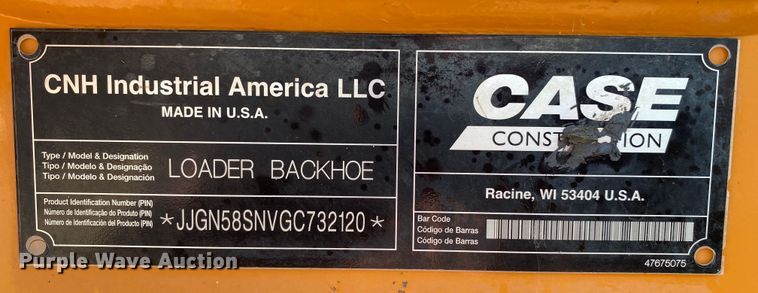 CNH Industrial America LLC
MADE IN U.S.A.
Type / Model & Designation
Tipo / Modelo & Designação
Tipo / Modelo & Designación
LOADER BACKHOE
Product Identification Number (PIN)
Número de Identificação do Produto (PIN)
Número de Identificación del Producto (PIN)
*JJGN58SNVGC732120*
CASE
CONSTRUCTION
Racine, WI 53404 U.S.A.
Bar Code
Código de Barras
Código de Barras
47675075
Purple Wave Auction